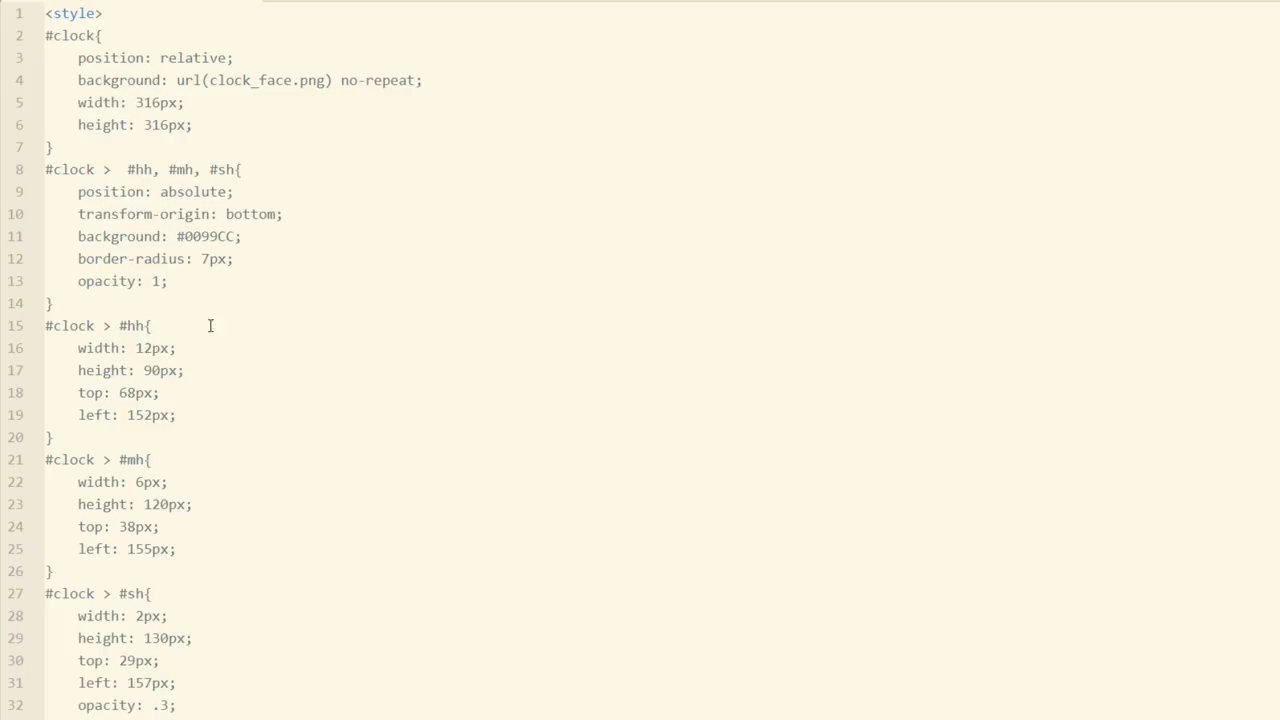 1 <style>
2 #clock{
3     position: relative;
4     background: url(clock_face.png) no-repeat;
5     width: 316px;
6     height: 316px;
7 }
8 #clock >  #hh, #mh, #sh{
9     position: absolute;
10     transform-origin: bottom;
11     background: #0099CC;
12     border-radius: 7px;
13     opacity: 1;
14 }
15 #clock > #hh{
16     width: 12px;
17     height: 90px;
18     top: 68px;
19     left: 152px;
20 }
21 #clock > #mh{
22     width: 6px;
23     height: 120px;
24     top: 38px;
25     left: 155px;
26 }
27 #clock > #sh{
28     width: 2px;
29     height: 130px;
30     top: 29px;
31     left: 157px;
32     opacity: .3;